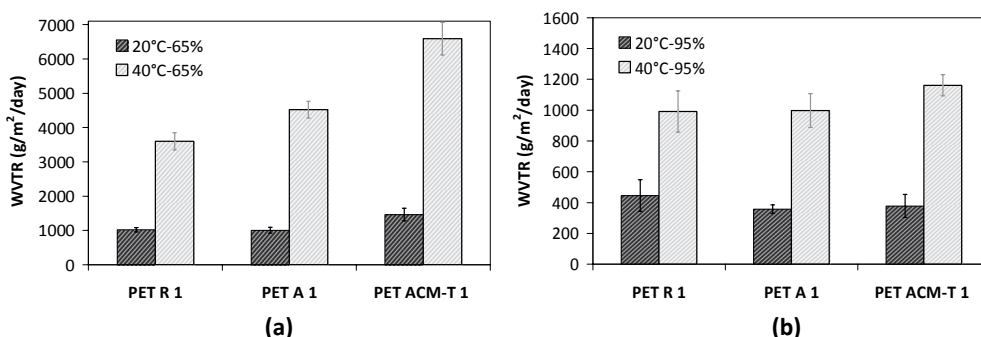 7000
6000
5000
4000
3000
2000
1000
0
WVTR (g/m²/day)
20°C-65%
40°C-65%
PET R 1
PET A 1
PET ACM-T 1
(a)
1600
1400
1200
1000
800
600
400
200
0
WVTR (g/m²/day)
20°C-95%
40°C-95%
PET R 1
PET A 1
PET ACM-T 1
(b)